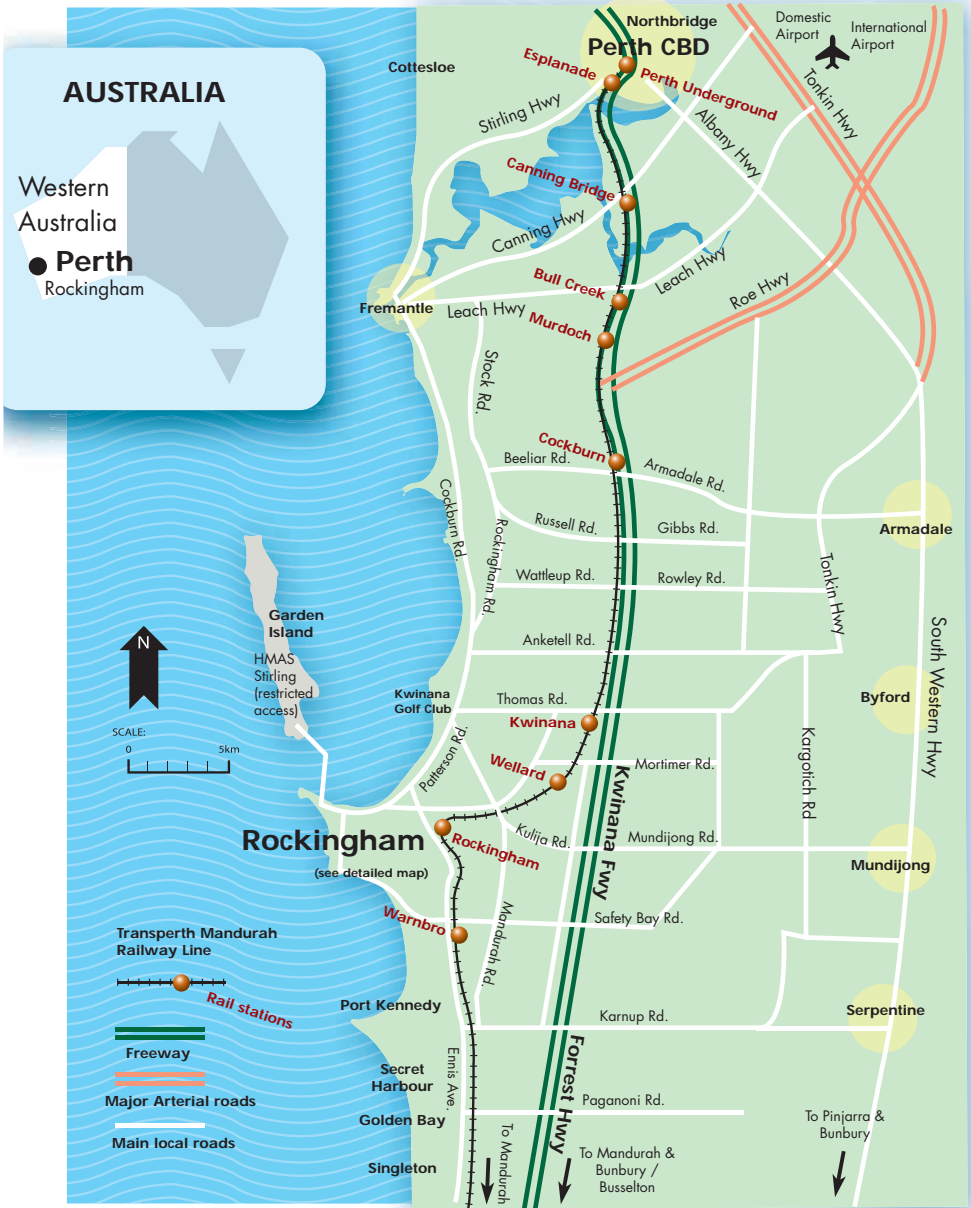 AUSTRALIA
Western
Australia
Perth
Rockingham
Northbridge
Perth CBD
Domestic
Airport
International
Airport
Cottesloe
Esplanade
Perth Underground
Stirling Hwy
Tonkin Hwy
Albany Hwy
Canning Bridge
Canning Hwy
Leach Hwy
Bull Creek
Roe Hwy
Fremantle
Leach Hwy
Murdoch
Stock Rd.
Cockburn
Beeliar Rd.
Armadale Rd.
Cockburn Rd.
Rockingham Rd.
Russell Rd.
Gibbs Rd.
Armadale
Wattleup Rd.
Rowley Rd.
Tonkin Hwy
Garden
Island
HMAS
Stirling
(restricted
access)
Anketell Rd.
South Western Hwy
N
SCALE:
0
5km
Kwinana
Golf Club
Thomas Rd.
Byford
Kwinana
Patterson Rd.
Wellard
Mortimer Rd.
Kargotich Rd
Kwinana Fwy
Rockingham
(see detailed map)
Rockingham
Kulija Rd.
Mundijong Rd.
Mundijong
Warnbro
Mandurah Rd.
Safety Bay Rd.
Transperth Mandurah
Railway Line
Rail stations
Port Kennedy
Karnup Rd.
Serpentine
Freeway
Ennis Ave.
Forrest Hwy
Secret
Harbour
Major Arterial roads
Golden Bay
Paganoni Rd.
Main local roads
Singleton
To Mandurah
To Mandurah &
Bunbury /
Busselton
To Pinjarra &
Bunbury